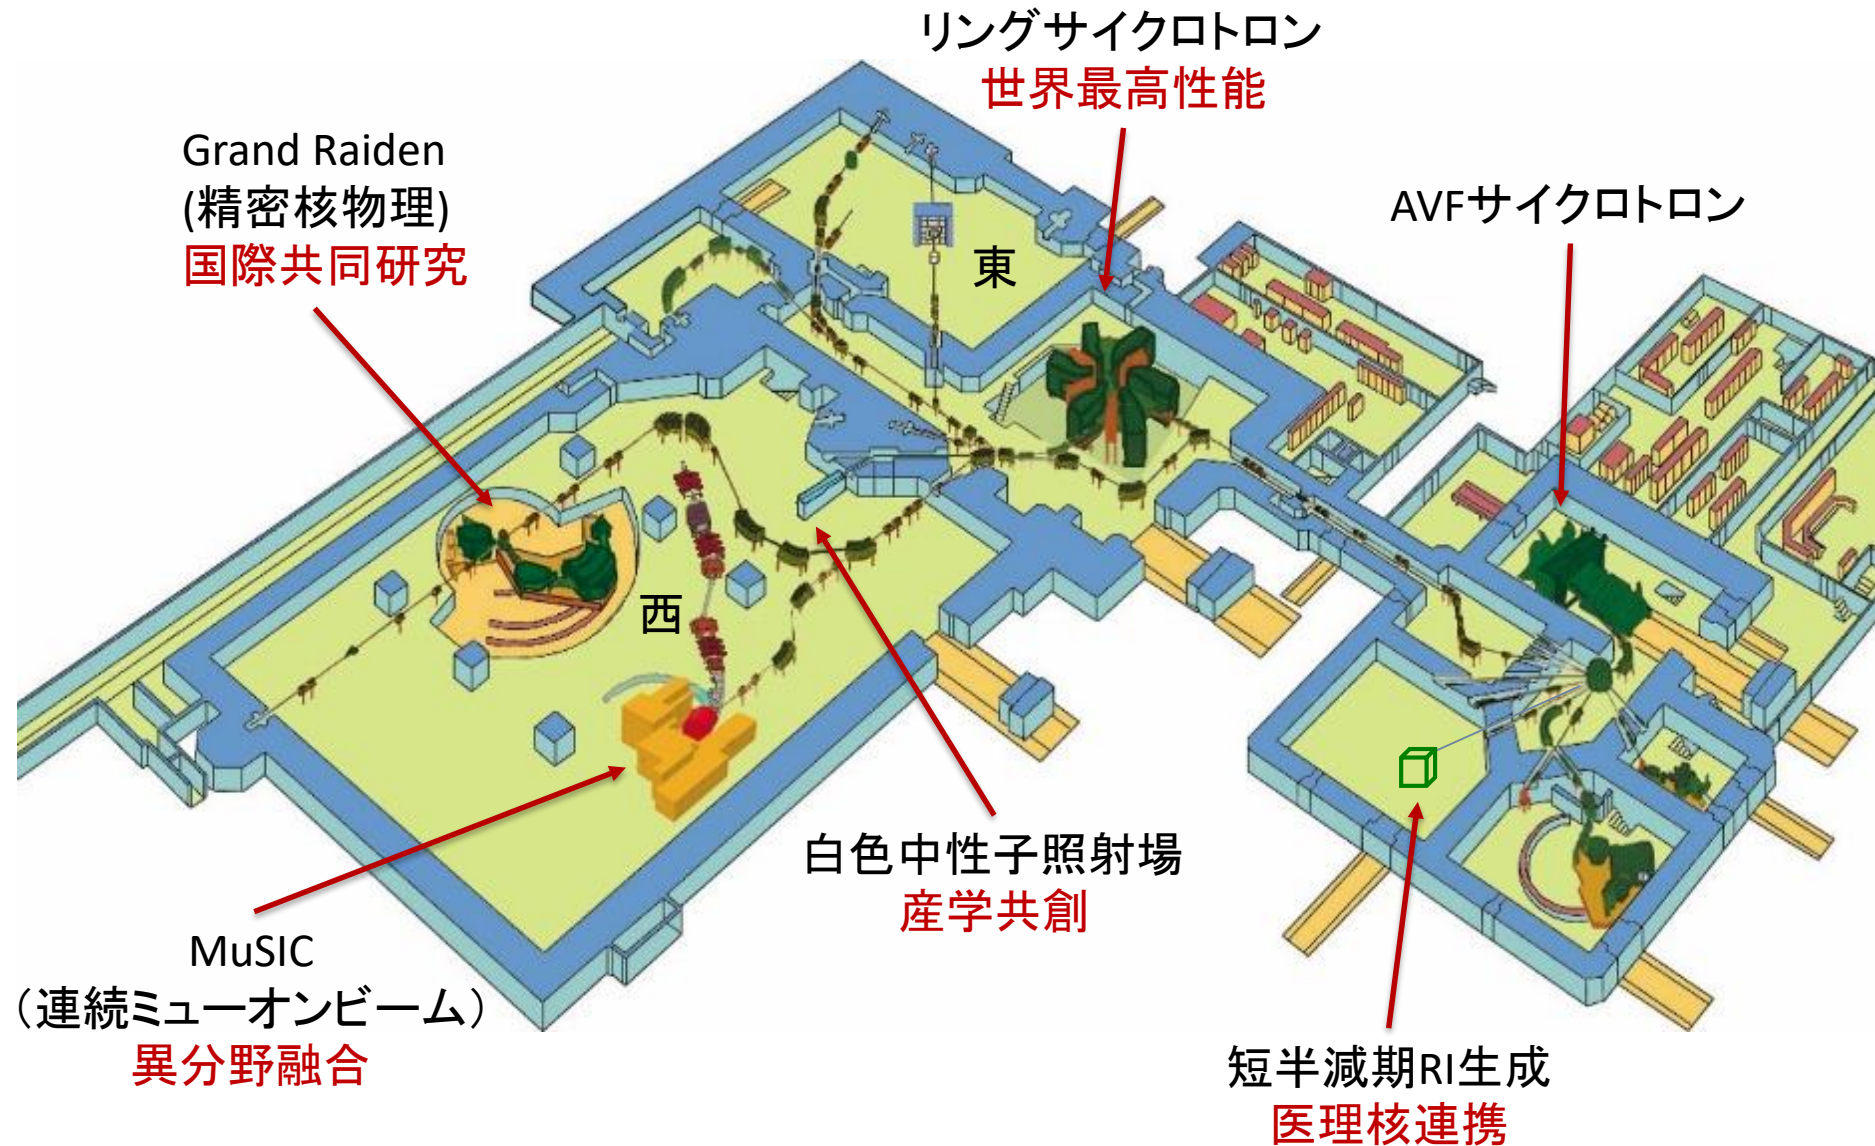 リングサイクロトロン
世界最高性能
Grand Raiden
(精密核物理)
国際共同研究
AVFサイクロトロン
東
西
白色中性子照射場
産学共創
MuSIC
（連続ミューオンビーム）
異分野融合
短半減期RI生成
医理核連携